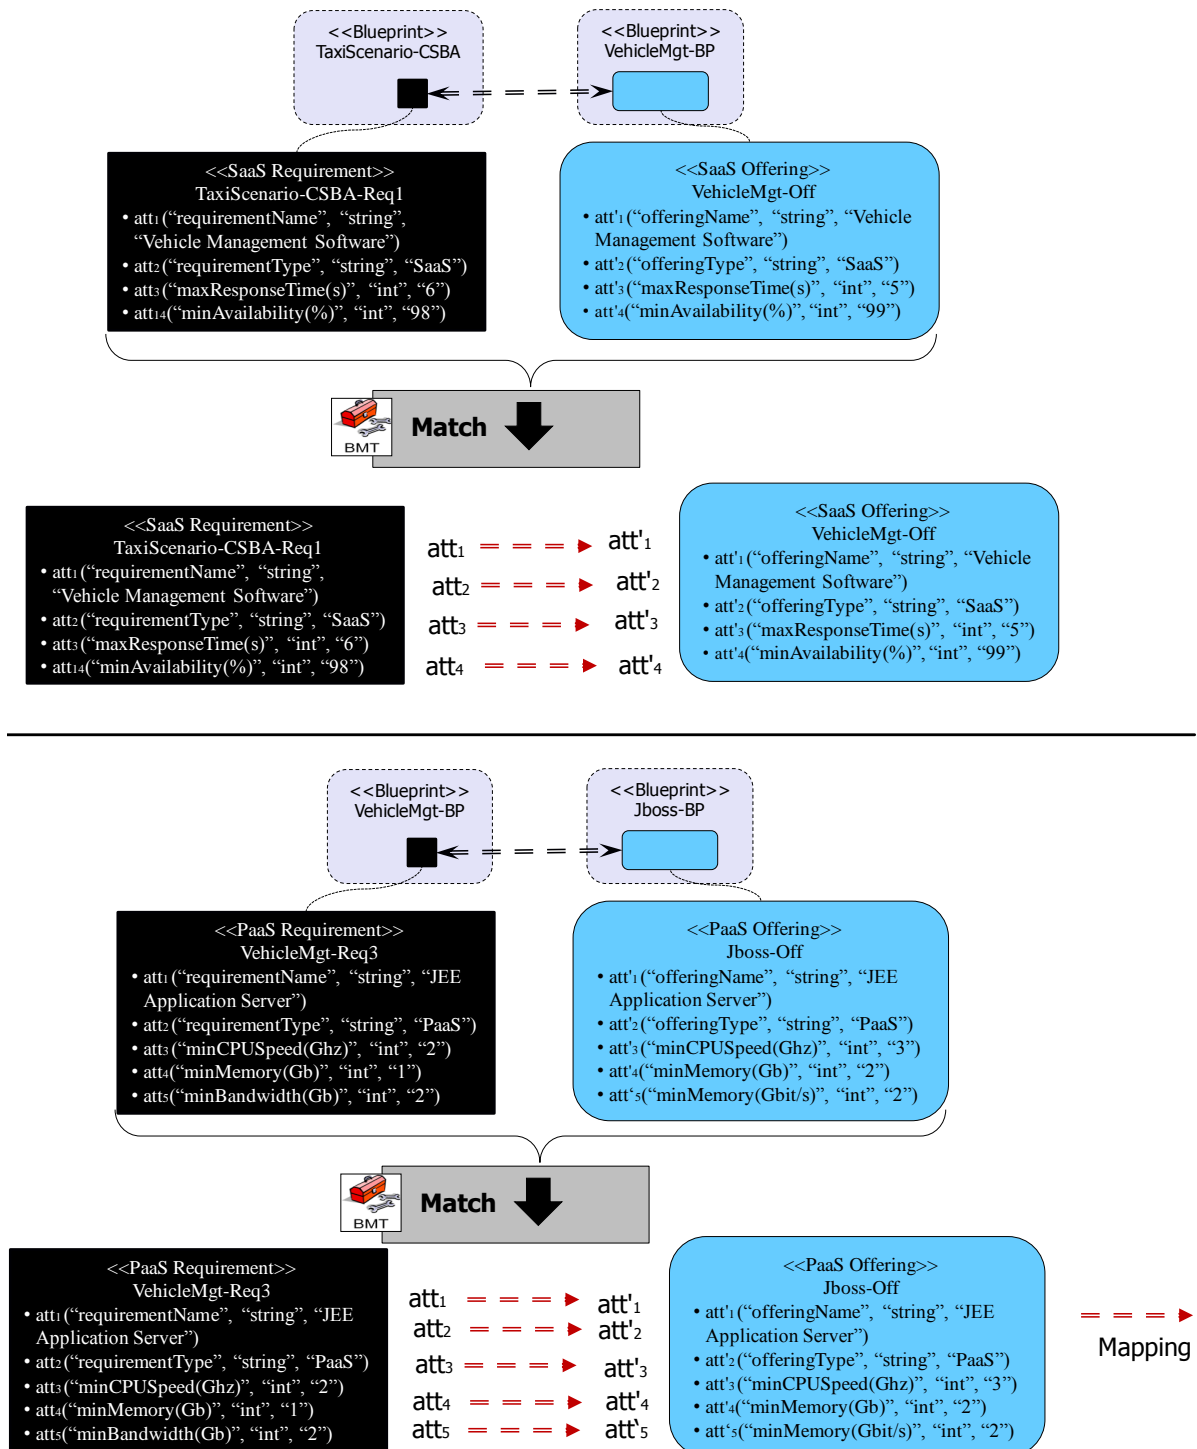 <<Blueprint>>
TaxiScenario-CSBA
<<Blueprint>>
VehicleMgt-BP
<<SaaS Requirement>>
TaxiScenario-CSBA-Req1
• att1(“requirementName”, “string”,
“Vehicle Management Software”)
• att2(“requirementType”, “string”, “SaaS”)
• att3(“maxResponseTime(s)”, “int”, “6”)
• att14(“minAvailability(%)”, “int”, “98”)
<<SaaS Offering>>
VehicleMgt-Off
• att'1(“offeringName”, “string”, “Vehicle
Management Software”)
• att'2(“offeringType”, “string”, “SaaS”)
• att'3(“maxResponseTime(s)”, “int”, “5”)
• att'4(“minAvailability(%)”, “int”, “99”)
BMT
Match
<<SaaS Requirement>>
TaxiScenario-CSBA-Req1
• att1(“requirementName”, “string”,
“Vehicle Management Software”)
• att2(“requirementType”, “string”, “SaaS”)
• att3(“maxResponseTime(s)”, “int”, “6”)
• att14(“minAvailability(%)”, “int”, “98”)
att1 att'1
att2 att'2
att3 att'3
att4 att'4
<<SaaS Offering>>
VehicleMgt-Off
• att'1(“offeringName”, “string”, “Vehicle
Management Software”)
• att'2(“offeringType”, “string”, “SaaS”)
• att'3(“maxResponseTime(s)”, “int”, “5”)
• att'4(“minAvailability(%)”, “int”, “99”)
<<Blueprint>>
VehicleMgt-BP
<<Blueprint>>
Jboss-BP
<<PaaS Requirement>>
VehicleMgt-Req3
• att1(“requirementName”, “string”, “JEE
Application Server”)
• att2(“requirementType”, “string”, “PaaS”)
• att3(“minCPUSpeed(Ghz)”, “int”, “2”)
• att4(“minMemory(Gb)”, “int”, “1”)
• att5(“minBandwidth(Gb)”, “int”, “2”)
<<PaaS Offering>>
Jboss-Off
• att'1(“offeringName”, “string”, “JEE
Application Server”)
• att'2(“offeringType”, “string”, “PaaS”)
• att'3(“minCPUSpeed(Ghz)”, “int”, “3”)
• att'4(“minMemory(Gb)”, “int”, “2”)
• att‘5(“minMemory(Gbit/s)”, “int”, “2”)
BMT
Match
<<PaaS Requirement>>
VehicleMgt-Req3
• att1(“requirementName”, “string”, “JEE
Application Server”)
• att2(“requirementType”, “string”, “PaaS”)
• att3(“minCPUSpeed(Ghz)”, “int”, “2”)
• att4(“minMemory(Gb)”, “int”, “1”)
• att5(“minBandwidth(Gb)”, “int”, “2”)
att1 att'1
att2 att'2
att3 att'3
att4 att'4
att5 att‘5
<<PaaS Offering>>
Jboss-Off
• att'1(“offeringName”, “string”, “JEE
Application Server”)
• att'2(“offeringType”, “string”, “PaaS”)
• att'3(“minCPUSpeed(Ghz)”, “int”, “3”)
• att'4(“minMemory(Gb)”, “int”, “2”)
• att‘5(“minMemory(Gbit/s)”, “int”, “2”)
Mapping